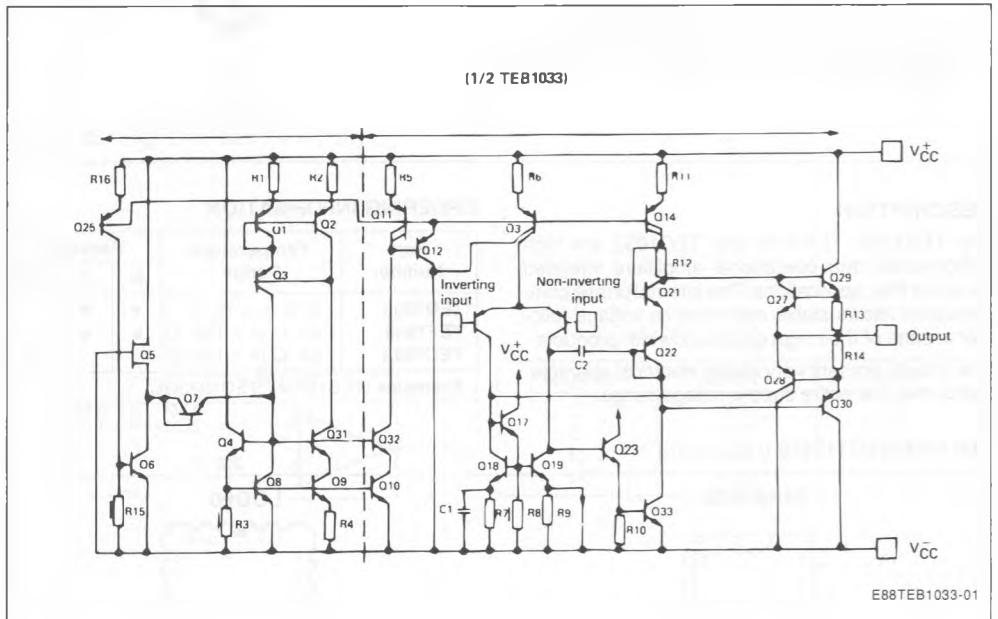 (1/2 TEB1033)
V+CC
R16
R1
R2
R5
R6
R11
Q25
Q1
Q2
Q11
Q12
Q14
R12
Q3
Inverting
input
Non-inverting
input
Q21
Q27
Q29
R13
Output
R14
Q5
V-CC
C2
Q22
Q28
Q30
Q7
Q17
Q4
Q31
Q32
Q23
Q6
Q18
Q19
Q8
Q9
Q10
R15
R3
R4
C1
R7
R8
R9
R10
Q33
V-CC
E88TEB1033-01